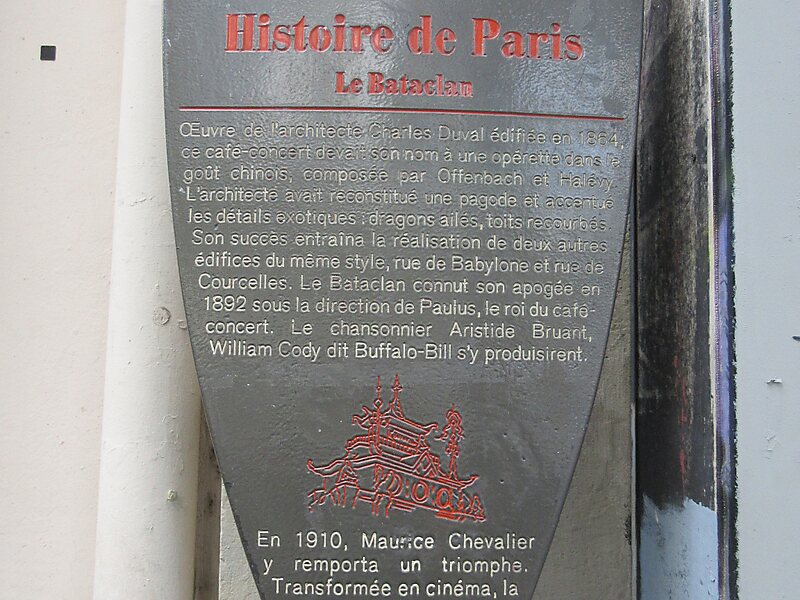 Histoire de Paris
Le Bataclan
Œuvre de l'architecte Charles Duval édifiée en 1864,
ce café-concert devait son nom à une opérette dans le
goût chinois, composée par Offenbach et Halévy.
L'architecte avait reconstitué une pagode et accentué
les détails exotiques : dragons ailés, toits recourbés.
Son succès entraîna la réalisation de deux autres
édifices du même style, rue de Babylone et rue de
Courcelles. Le Bataclan connut son apogée en
1892 sous la direction de Paulus, le roi du café-
concert. Le chansonnier Aristide Bruant,
William Cody dit Buffalo-Bill s'y produisirent.
En 1910, Maurice Chevalier
y remporta un triomphe.
Transformée en cinéma, la